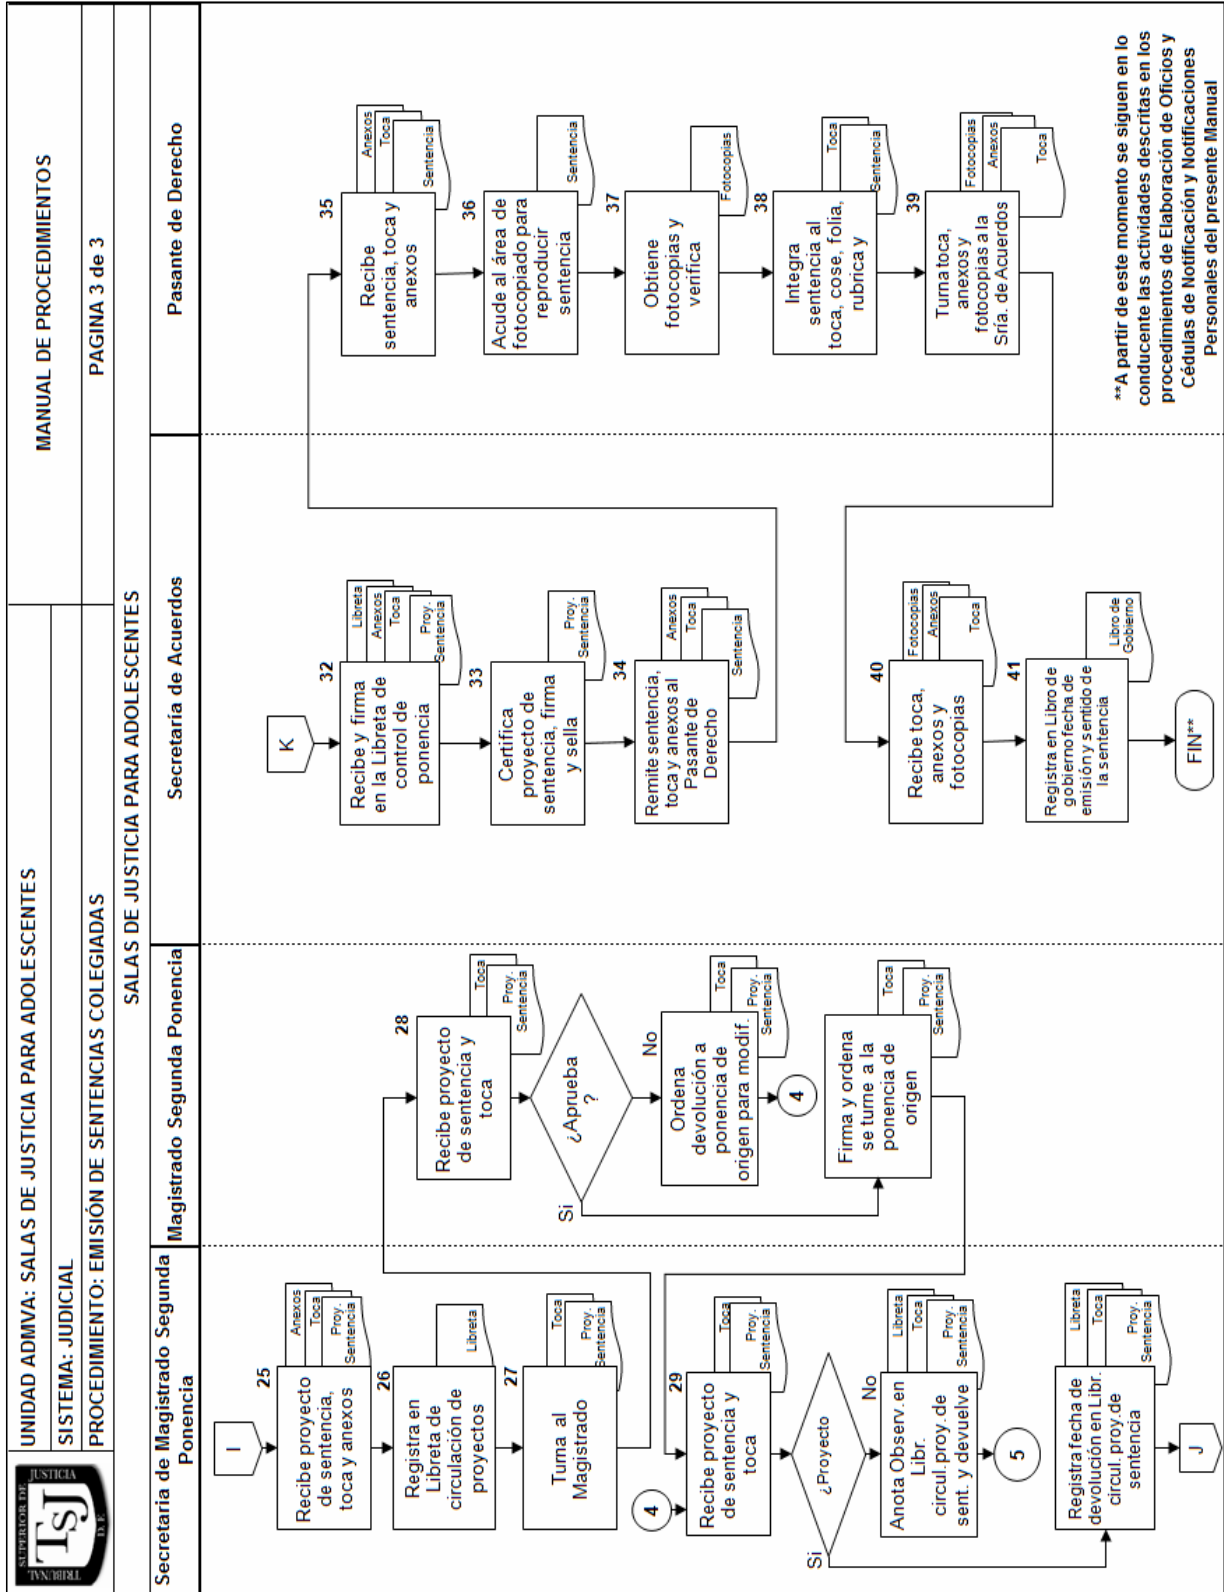 TRIBUNAL
SUPERIOR DE
JUSTICIA
TSJ
D.F.
UNIDAD ADMVA: SALAS DE JUSTICIA PARA ADOLESCENTES
MANUAL DE PROCEDIMIENTOS
SISTEMA: JUDICIAL
PROCEDIMIENTO: EMISIÓN DE SENTENCIAS COLEGIADAS
PAGINA 3 de 3
SALAS DE JUSTICIA PARA ADOLESCENTES
Secretaria de Magistrado Segunda
Ponencia
Magistrado Segunda Ponencia
Secretaría de Acuerdos
Pasante de Derecho
I
25
Recibe proyecto
de sentencia,
toca y anexos
Anexos
Toca
Proy.
Sentencia
26
Registra en
Libreta de
circulación de
proyectos
Libreta
27
Turna al
Magistrado
Toca
Proy.
Sentencia
4
29
Recibe proyecto
de sentencia y
toca
Toca
Proy.
Sentencia
¿Proyecto
Si
No
Anota Observ. en
Libr.
circul. proy. de
sent. y devuelve
Libreta
Toca
Proy.
Sentencia
5
Registra fecha de
devolución en Libr.
circul. proy. de
sentencia
Libreta
Toca
Proy.
Sentencia
J
28
Recibe proyecto
de sentencia y
toca
Toca
Proy.
Sentencia
¿Aprueba
?
Si
No
Ordena
devolución a
ponencia de
origen para modif.
Toca
Proy.
Sentencia
4
Firma y ordena
se turne a la
ponencia de
origen
Toca
Proy.
Sentencia
K
32
Recibe y firma
en la Libreta de
control de
ponencia
Libreta
Anexos
Toca
Proy.
Sentencia
33
Certifica
proyecto de
sentencia, firma
y sella
Proy.
Sentencia
34
Remite sentencia,
toca y anexos al
Pasante de
Derecho
Anexos
Toca
Sentencia
40
Recibe toca,
anexos y
fotocopias
Fotocopias
Anexos
Toca
41
Registra en Libro de
gobierno fecha de
emisión y sentido de
la sentencia
Libro de
Gobierno
FIN**
35
Recibe
sentencia, toca y
anexos
Anexos
Toca
Sentencia
36
Acude al área de
fotocopiado para
reproducir
sentencia
Sentencia
37
Obtiene
fotocopias y
verifica
Fotocopias
38
Integra
sentencia al
toca, cose, folia,
rubrica y
Toca
Sentencia
39
Turna toca,
anexos y
fotocopias a la
Sría. de Acuerdos
Fotocopias
Anexos
Toca
**A partir de este momento se siguen en lo
conducente las actividades descritas en los
procedimientos de Elaboración de Oficios y
Cédulas de Notificación y Notificaciones
Personales del presente Manual